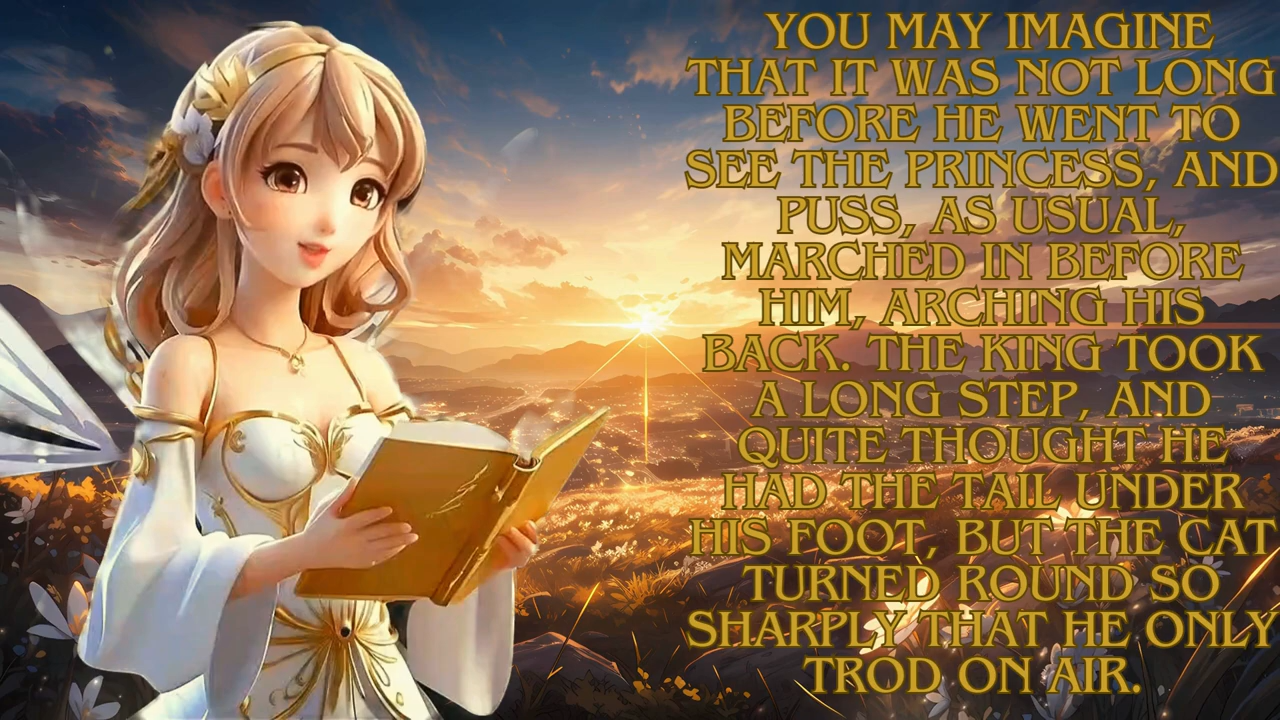 YOU MAY IMAGINE
THAT IT WAS NOT LONG
BEFORE HE WENT TO
SEE THE PRINCESS, AND
PUSS, AS USUAL,
MARCHED IN BEFORE
HIM, ARCHING HIS
BACK. THE KING TOOK
A LONG STEP, AND
QUITE THOUGHT HE
HAD THE TAIL UNDER
HIS FOOT, BUT THE CAT
TURNED ROUND SO
SHARPLY THAT HE ONLY
TROD ON AIR.